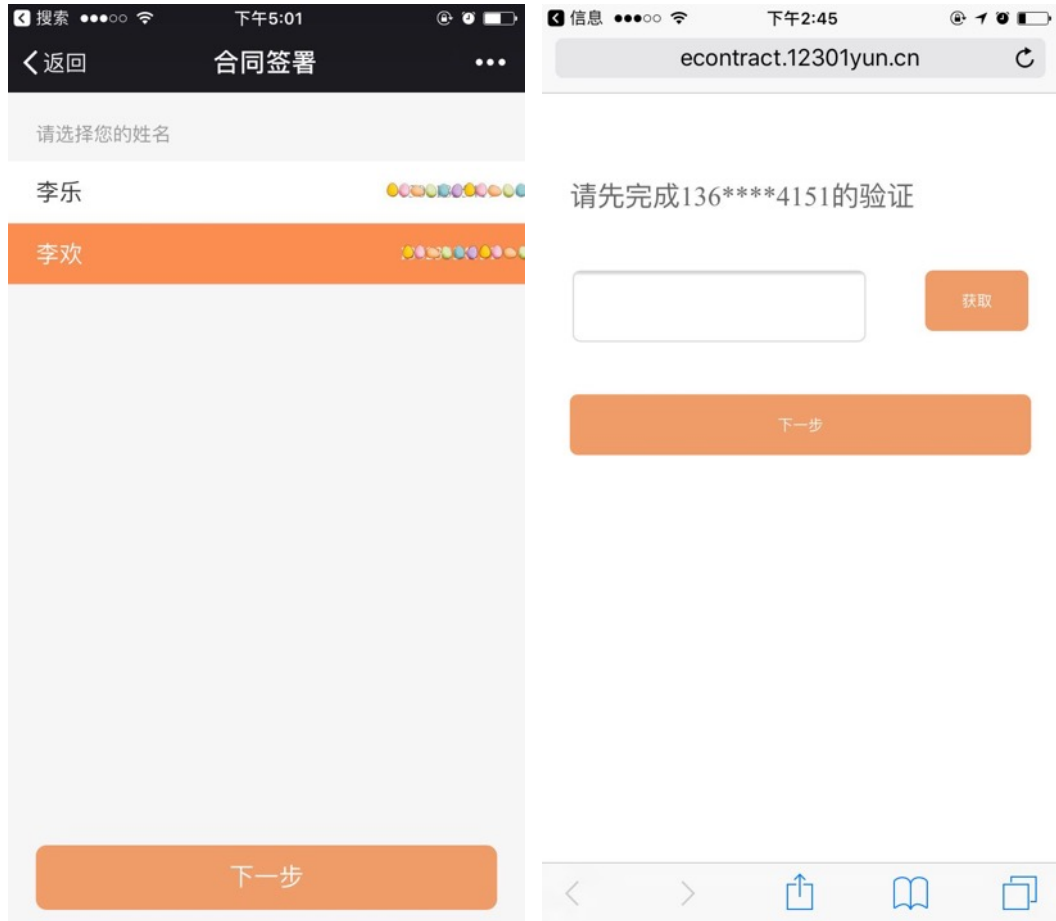 搜索 下午5:01
返回 合同签署
请选择您的姓名
李乐
李欢
下一步
信息 下午2:45
econtract.12301yun.cn
请先完成136****4151的验证
获取
下一步